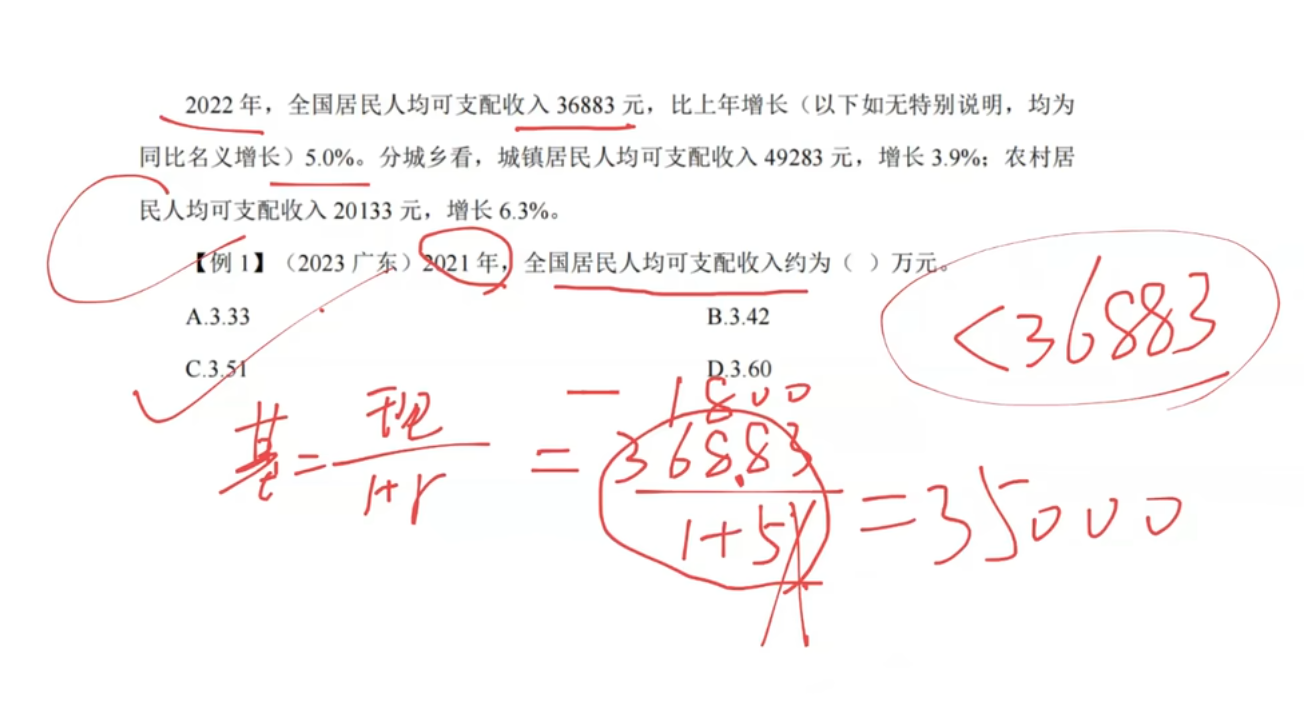 2022 年，全国居民人均可支配收入 36883 元，比上年增长（以下如无特别说明，均为
同比名义增长）5.0%。分城乡看，城镇居民人均可支配收入 49283 元，增长 3.9%；农村居
民人均可支配收入 20133 元，增长 6.3%。
【例 1】（2023 广东）2021 年，全国居民人均可支配收入约为（ ）万元。
<36883
A.3.33 B.3.42
C.3.51 D.3.60
- 1800
基 = 现 / 1+r = 36883 / 1+5% = 35000